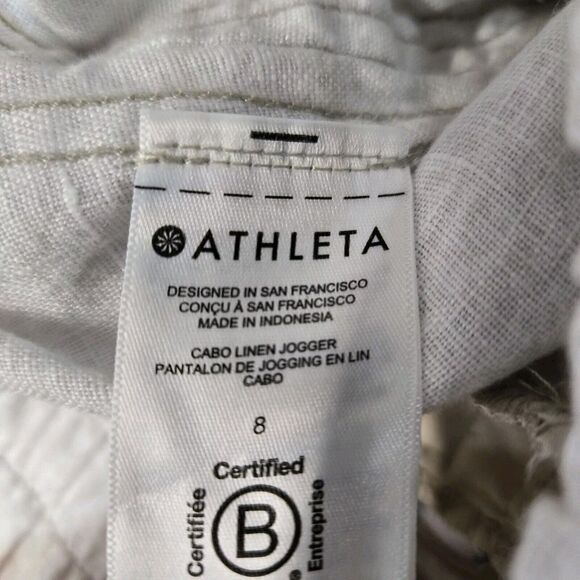 ATHLETA
DESIGNED IN SAN FRANCISCO
CONÇU À SAN FRANCISCO
MADE IN INDONESIA
CABO LINEN JOGGER
PANTALON DE JOGGING EN LIN
CABO
8
Certified
Certifiée
B
®
Entreprise